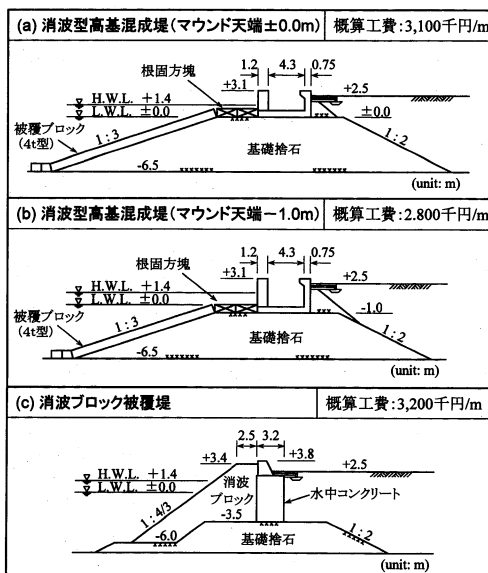 (a) 消波型高基混成堤(マウンド天端±0.0m) 概算工費:3,100千円/m
1.2 4.3 0.75
根固方塊 +3.1 +2.5
H.W.L. +1.4
L.W.L. ±0.0 ±0.0
被覆ブロック
(4t型)
1:3 1:2
基礎捨石
-6.5
(unit: m)
(b) 消波型高基混成堤(マウンド天端-1.0m) 概算工費:2.800千円/m
1.2 4.3 0.75
+3.1 +2.5
根固方塊
H.W.L. +1.4
L.W.L. ±0.0
-1.0
被覆ブロック
(4t型)
1:3 1:2
基礎捨石
-6.5
(unit: m)
(c) 消波ブロック被覆堤 概算工費:3,200千円/m
2.5 3.2
+3.4 +3.8
+2.5
H.W.L. +1.4
L.W.L. ±0.0
消波
ブロック
水中コンクリート
1:4/3
-3.5
-6.0
1:2
基礎捨石
(unit: m)